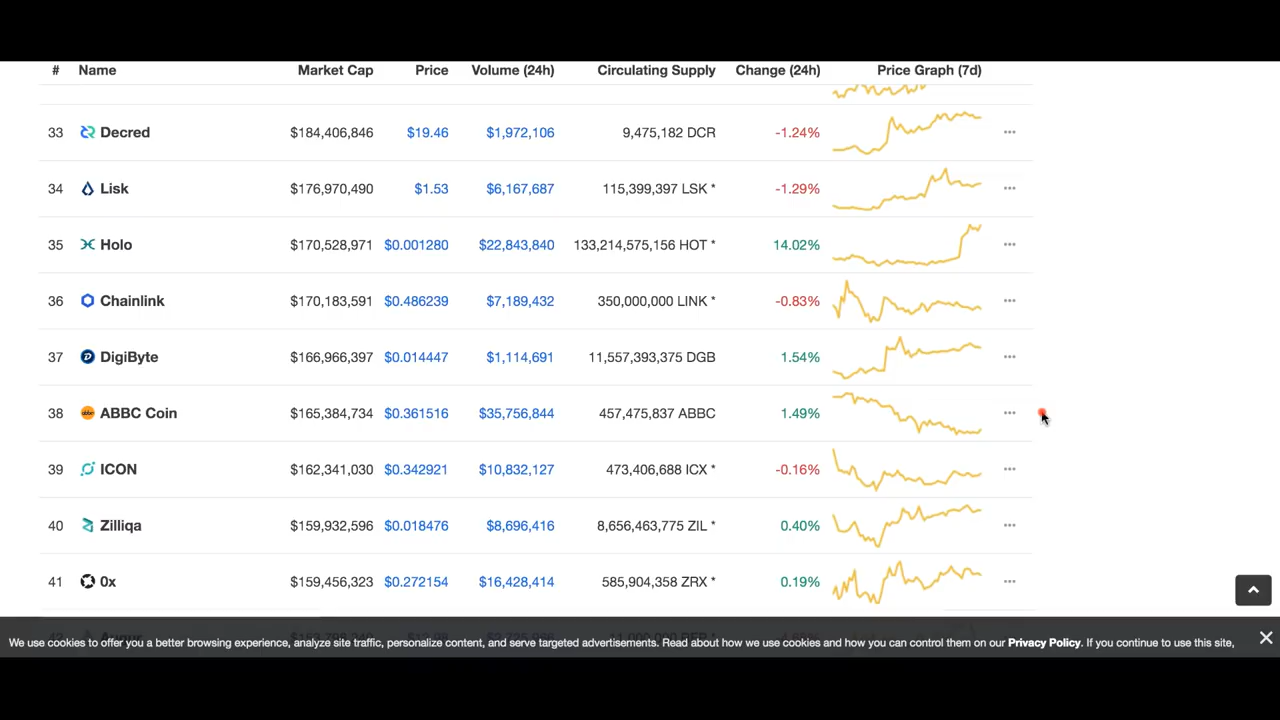 # Name Market Cap Price Volume (24h) Circulating Supply Change (24h) Price Graph (7d)
33 Decred $184,406,846 $19.46 $1,972,106 9,475,182 DCR -1.24%
34 Lisk $176,970,490 $1.53 $6,167,687 115,399,397 LSK * -1.29%
35 Holo $170,528,971 $0.001280 $22,843,840 133,214,575,156 HOT * 14.02%
36 Chainlink $170,183,591 $0.486239 $7,189,432 350,000,000 LINK * -0.83%
37 DigiByte $166,966,397 $0.014447 $1,114,691 11,557,393,375 DGB 1.54%
38 ABBC Coin $165,384,734 $0.361516 $35,756,844 457,475,837 ABBC 1.49%
39 ICON $162,341,030 $0.342921 $10,832,127 473,406,688 ICX * -0.16%
40 Zilliqa $159,932,596 $0.018476 $8,696,416 8,656,463,775 ZIL * 0.40%
41 0x $159,456,323 $0.272154 $16,428,414 585,904,358 ZRX * 0.19%
We use cookies to offer you a better browsing experience, analyze site traffic, personalize content, and serve targeted advertisements. Read about how we use cookies and how you can control them on our Privacy Policy. If you continue to use this site,